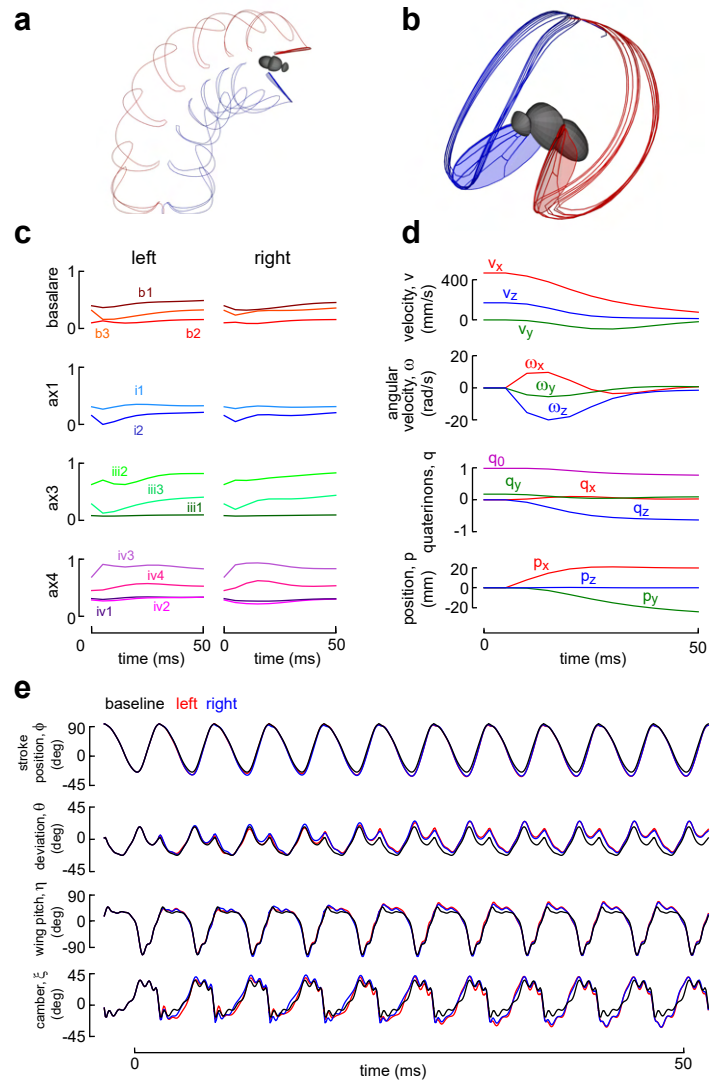 a
b
c
left
right
basalare
1
0
b1
b3
b2
ax1
1
0
i1
i2
ax3
1
0
iii2
iii3
iii1
ax4
1
0
iv3
iv4
iv1
iv2
0
50
0
50
time (ms)
time (ms)
d
velocity, v
(mm/s)
400
0
vx
vz
vy
angular
velocity, ω
(rad/s)
20
0
-20
ωx
ωy
ωz
quaterinons, q
1
0
-1
q0
qy
qx
qz
position, p
(mm)
20
0
-20
px
pz
py
0
50
time (ms)
e
baseline left right
stroke
position, ϕ
(deg)
90
0
-45
deviation, θ
(deg)
45
0
-45
wing pitch, η
(deg)
90
0
-90
camber, ξ
(deg)
45
0
-45
0
50
time (ms)